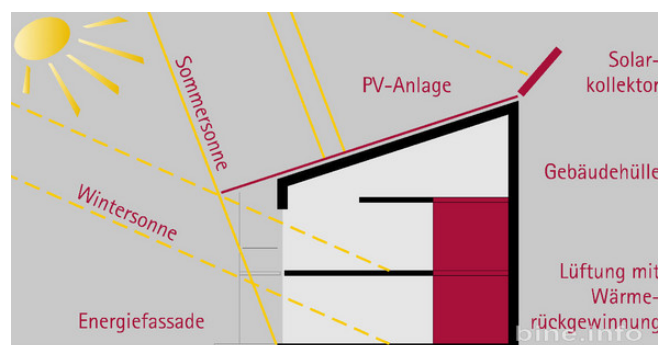 Sommersonne
PV-Anlage
Solar-
kollektor
Gebäudehülle
Wintersonne
Lüftung mit
Wärme-
rückgewinnung
Energiefassade
bine.info